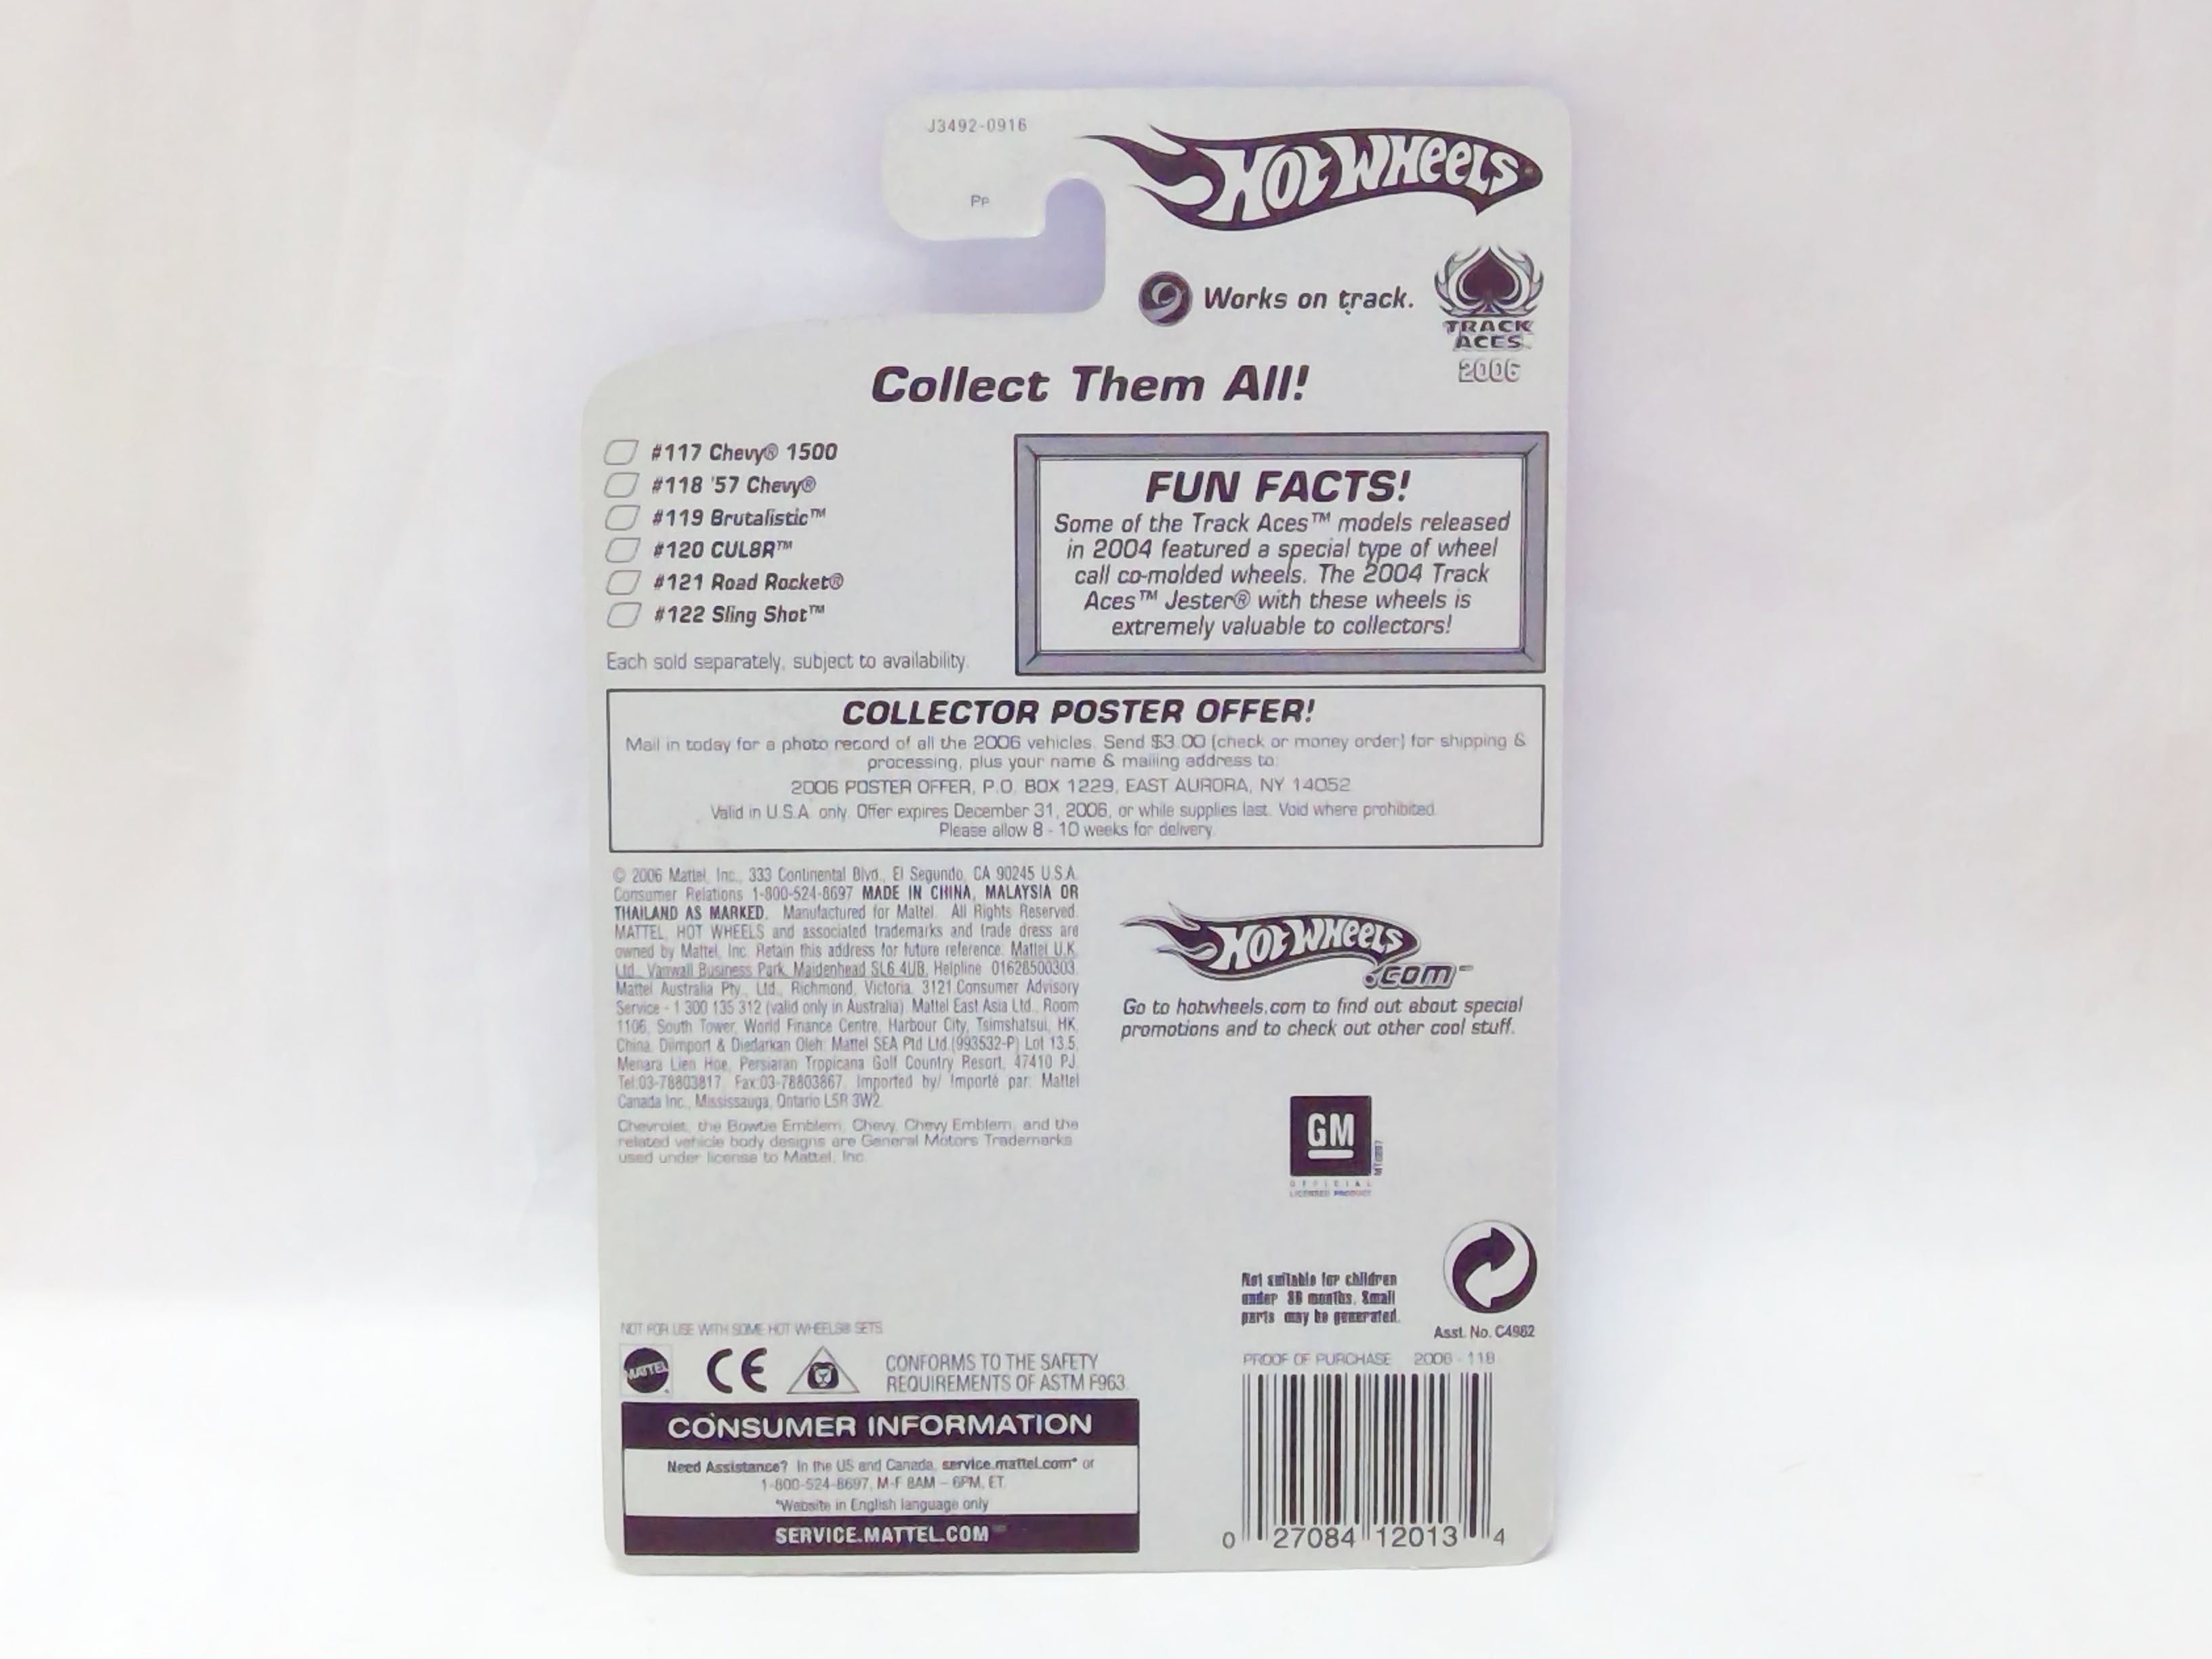 J3492-0916
HOT WHEELS
PP
Works on track.
TRACK
ACES™
2006
Collect Them All!
#117 Chevy® 1500
#118 '57 Chevy®
#119 Brutalistic™
#120 CUL8R™
#121 Road Rocket®
#122 Sling Shot™
Each sold separately, subject to availability.
FUN FACTS!
Some of the Track Aces™ models released
in 2004 featured a special type of wheel
call co-molded wheels. The 2004 Track
Aces™ Jester® with these wheels is
extremely valuable to collectors!
COLLECTOR POSTER OFFER!
Mail in today for a photo record of all the 2006 vehicles. Send $3.00 (check or money order) for shipping &
processing, plus your name & mailing address to:
2006 POSTER OFFER, P.O. BOX 1229, EAST AURORA, NY 14052
Valid in U.S.A. only. Offer expires December 31, 2006, or while supplies last. Void where prohibited.
Please allow 8 - 10 weeks for delivery.
© 2006 Mattel, Inc., 333 Continental Blvd., El Segundo, CA 90245 U.S.A.
Consumer Relations 1-800-524-8697 MADE IN CHINA, MALAYSIA OR
THAILAND AS MARKED. Manufactured for Mattel. All Rights Reserved.
MATTEL, HOT WHEELS and associated trademarks and trade dress are
owned by Mattel, Inc. Retain this address for future reference: Mattel U.K.
Ltd., Vanwall Business Park, Maidenhead SL6 4UB. Helpline 01628500303.
Mattel Australia Pty., Ltd., Richmond, Victoria. 3121.Consumer Advisory
Service - 1 300 135 312 (valid only in Australia). Mattel East Asia Ltd., Room
1106, South Tower, World Finance Centre, Harbour City, Tsimshatsui, HK,
China. Diimport & Diedarkan Oleh: Mattel SEA Ptd Ltd.(993532-P) Lot 13.5,
Menara Lien Hoe, Persiaran Tropicana Golf Country Resort, 47410 PJ.
Tel:03-78803817, Fax:03-78803867. Imported by/ Importé par: Mattel
Canada Inc., Mississauga, Ontario L5R 3W2.
Chevrolet, the Bowtie Emblem, Chevy, Chevy Emblem, and the
related vehicle body designs are General Motors Trademarks
used under license to Mattel, Inc.
HOT WHEELS
.com™
Go to hotwheels.com to find out about special
promotions and to check out other cool stuff.
GM
OFFICIAL
LICENSED PRODUCT
Not suitable for children
under 36 months. Small
parts may be generated.
Asst. No. C4982
NOT FOR USE WITH SOME HOT WHEELS® SETS
MATTEL
CE
CONFORMS TO THE SAFETY
REQUIREMENTS OF ASTM F963.
PROOF OF PURCHASE 2006 - 118
CONSUMER INFORMATION
Need Assistance? In the US and Canada, service.mattel.com* or
1-800-524-8697, M-F 8AM – 6PM, ET.
*Website in English language only
SERVICE.MATTEL.COM™
0 27084 12013 4